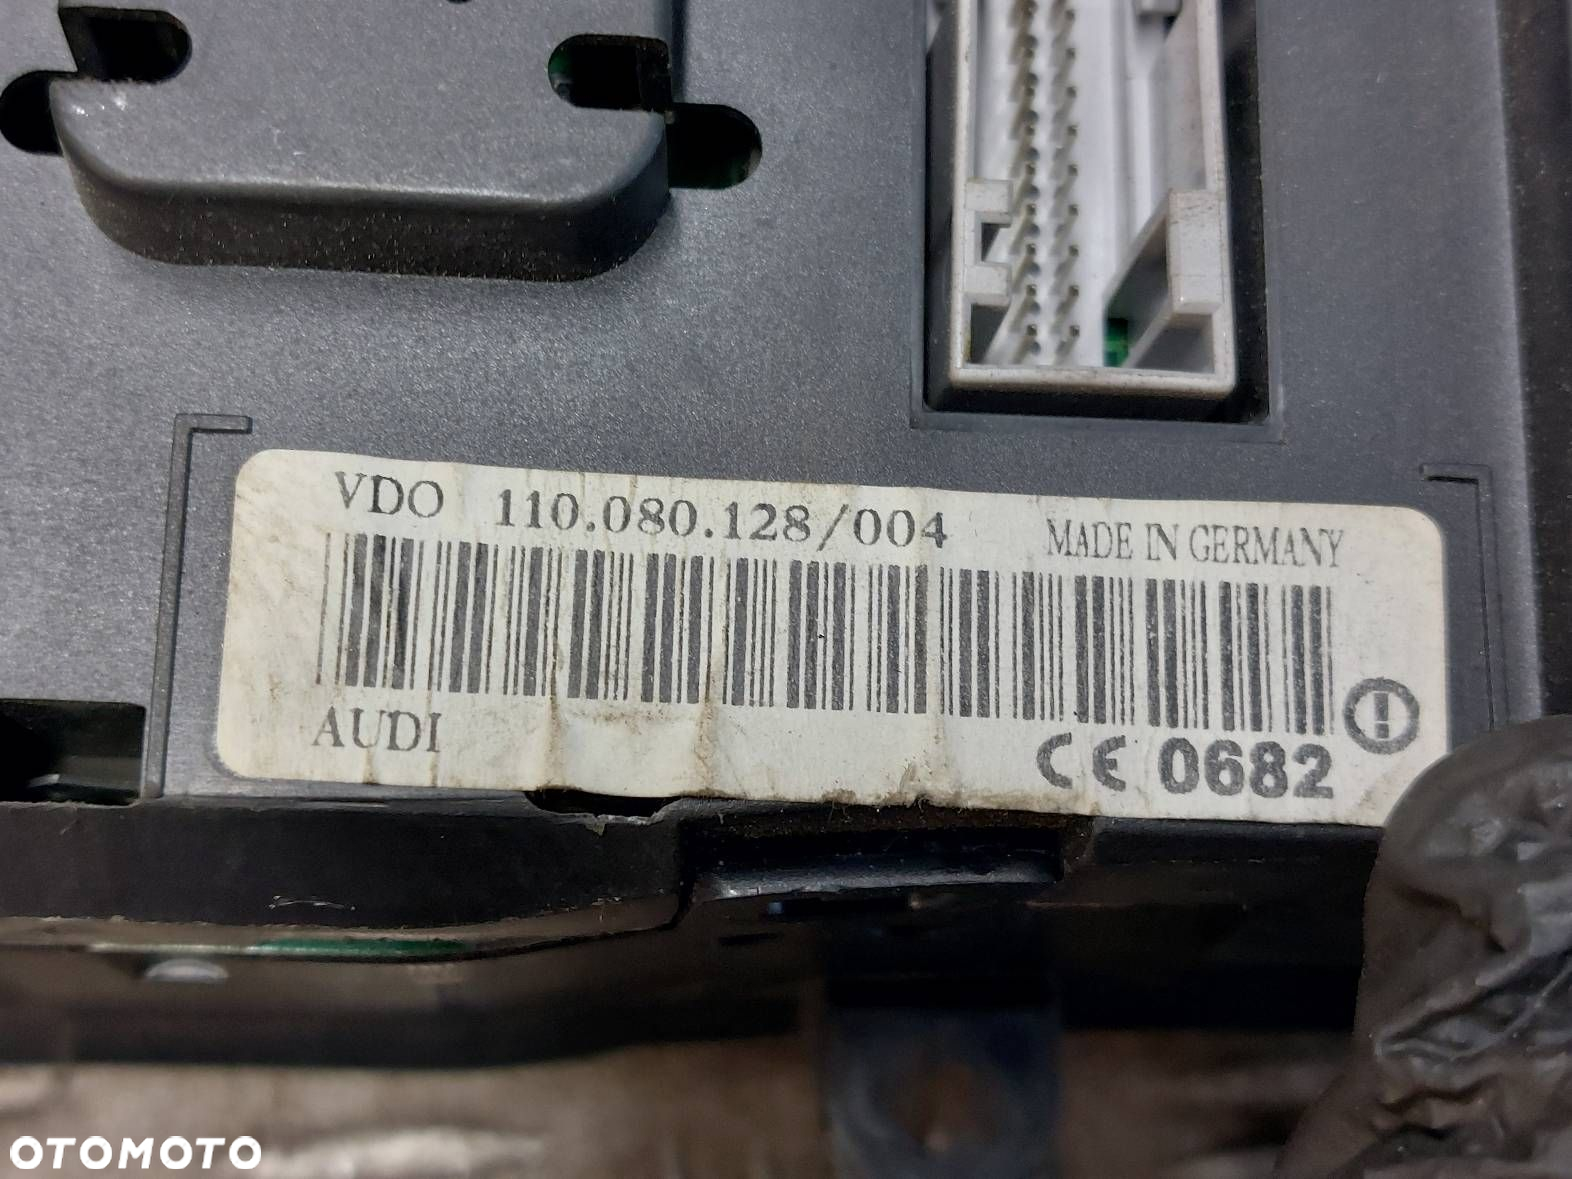 VDO 110.080.128/004 MADE IN GERMANY
AUDI
CE 0682
OTOMOTO